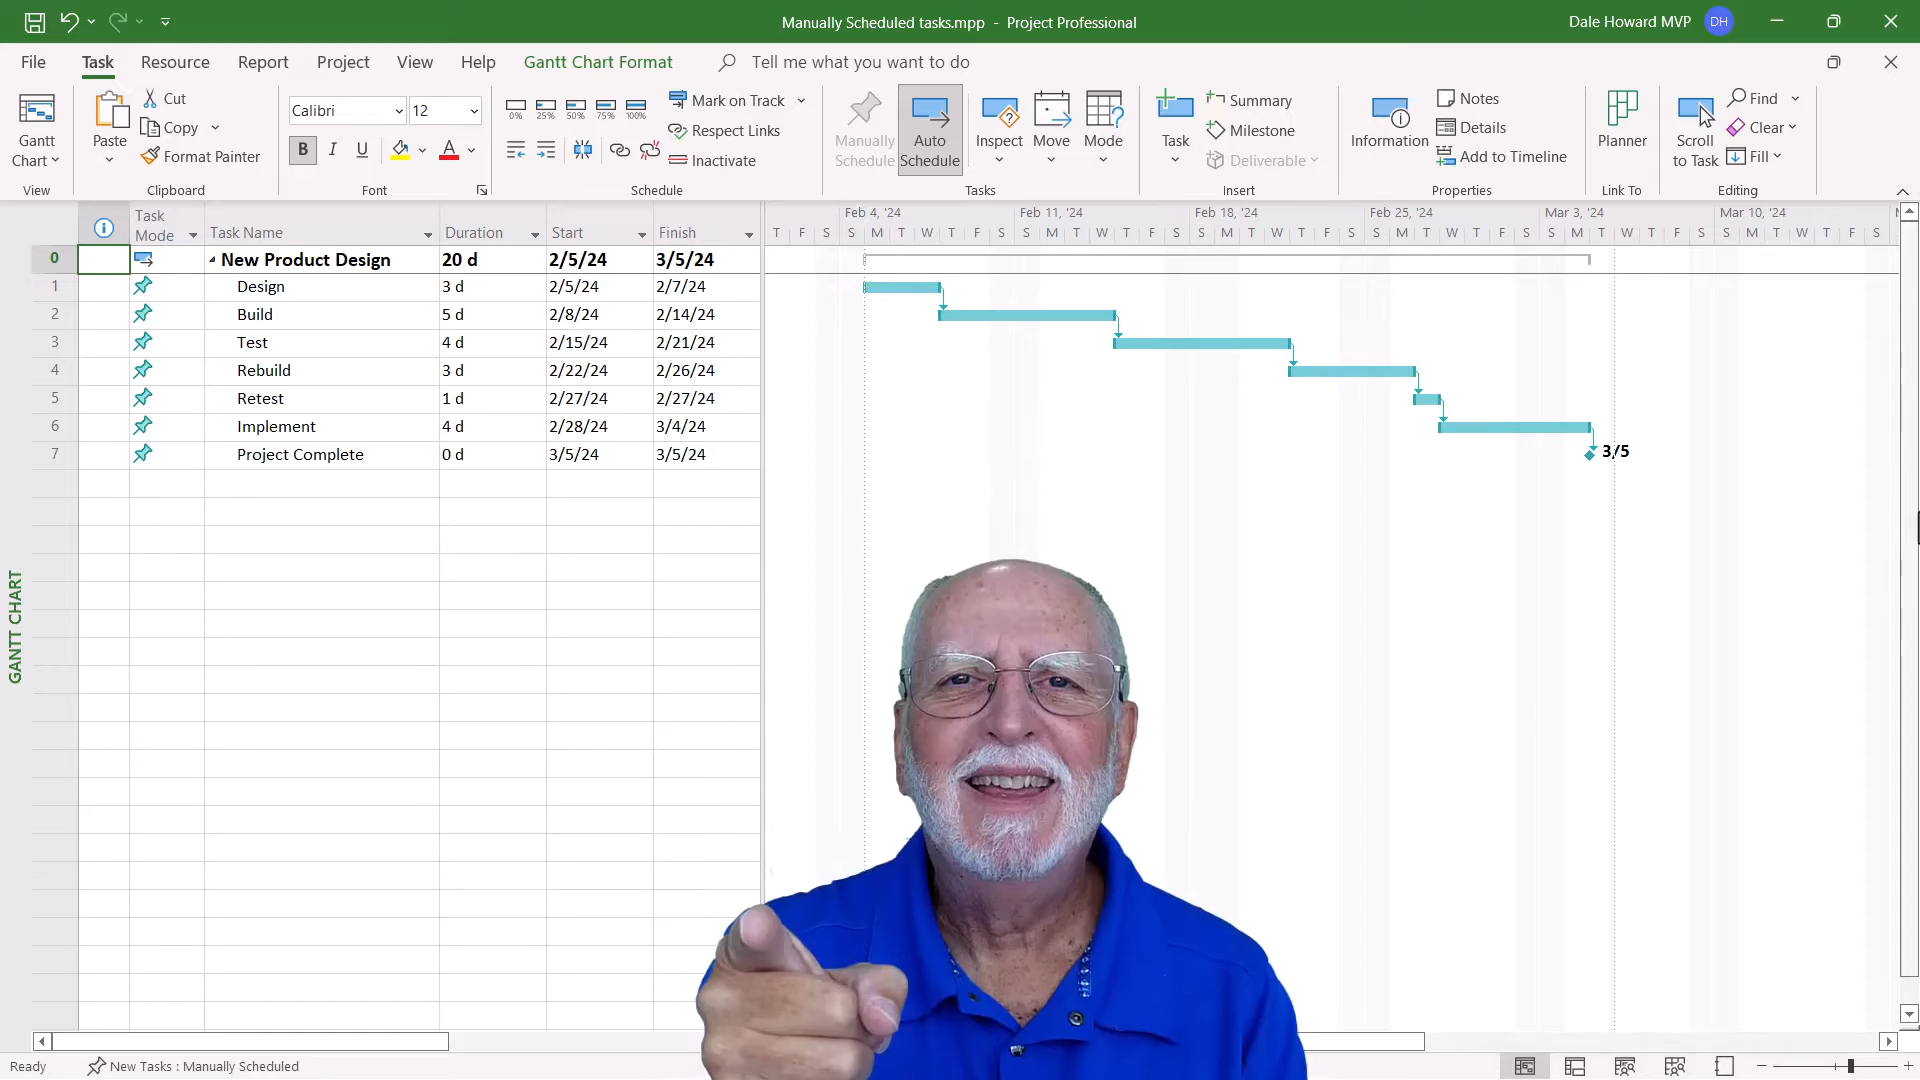 Manually Scheduled tasks.mpp - Project Professional
Dale Howard MVP DH
File Task Resource Report Project View Help Gantt Chart Format Tell me what you want to do
Gantt Chart
View
Paste
Cut
Copy
Format Painter
Clipboard
Calibri 12
B I U A
Font
0% 25% 50% 75% 100%
Mark on Track
Respect Links
Inactivate
Schedule
Manually Schedule
Auto Schedule
Inspect
Move
Mode
Tasks
Task
Summary
Milestone
Deliverable
Insert
Information
Notes
Details
Add to Timeline
Properties
Planner
Link To
Scroll to Task
Find
Clear
Fill
Editing
Task Mode Task Name Duration Start Finish
Feb 4, '24 Feb 11, '24 Feb 18, '24 Feb 25, '24 Mar 3, '24 Mar 10, '24
T F S S M T W T F S S M T W T F S S M T W T F S S M T W T F S S M T W T F S S M T W T F S
0 New Product Design 20 d 2/5/24 3/5/24
1 Design 3 d 2/5/24 2/7/24
2 Build 5 d 2/8/24 2/14/24
3 Test 4 d 2/15/24 2/21/24
4 Rebuild 3 d 2/22/24 2/26/24
5 Retest 1 d 2/27/24 2/27/24
6 Implement 4 d 2/28/24 3/4/24
7 Project Complete 0 d 3/5/24 3/5/24
3/5
GANTT CHART
Ready New Tasks : Manually Scheduled